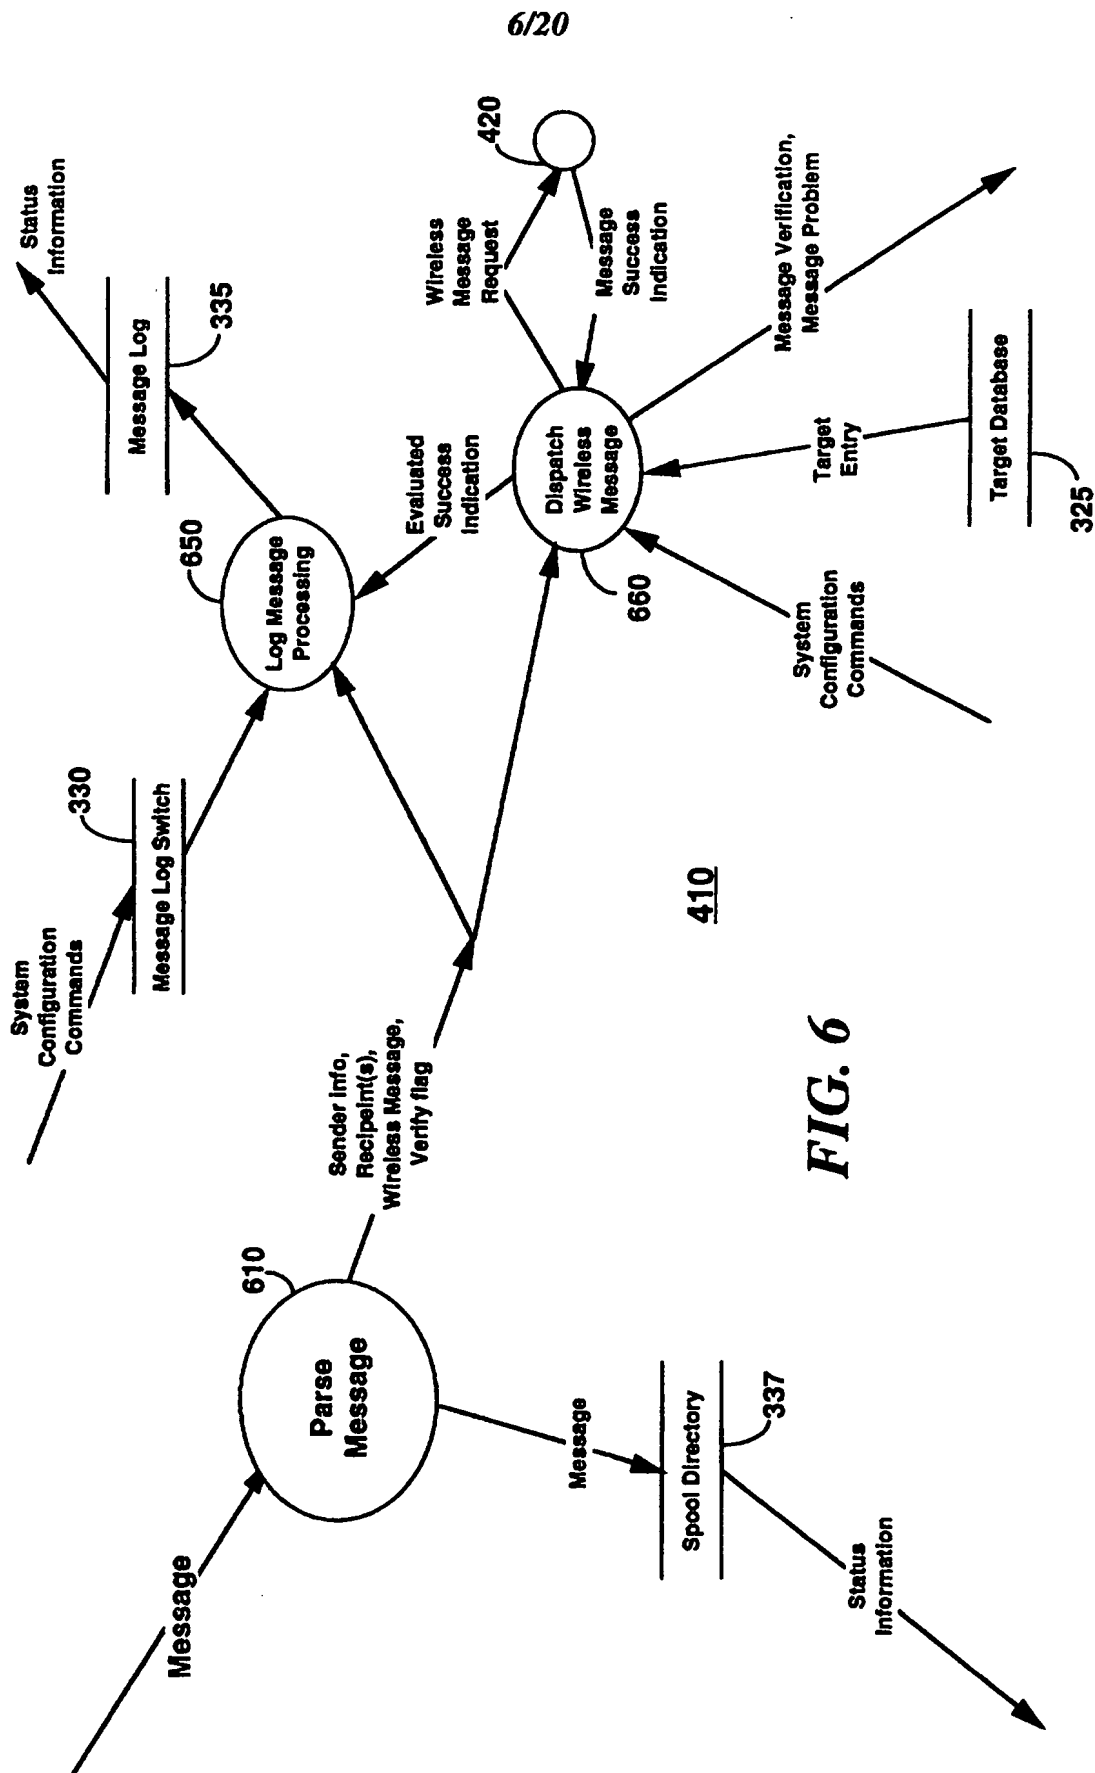 6/20
System
Configuration
Commands
330
Message Log Switch
Status
Information
Message Log
335
650
Log Message
Processing
610
Parse
Message
Message
Sender info,
Recipeint(s),
Wireless Message,
Verify flag
Evaluated
Success
Indication
Wireless
Message
Request
420
Message
Success
Indication
Dispatch
Wireless
Message
660
Message Verification,
Message Problem
Target
Entry
Target Database
325
System
Configuration
Commands
Message
Spool Directory
337
Status
Information
410
FIG. 6